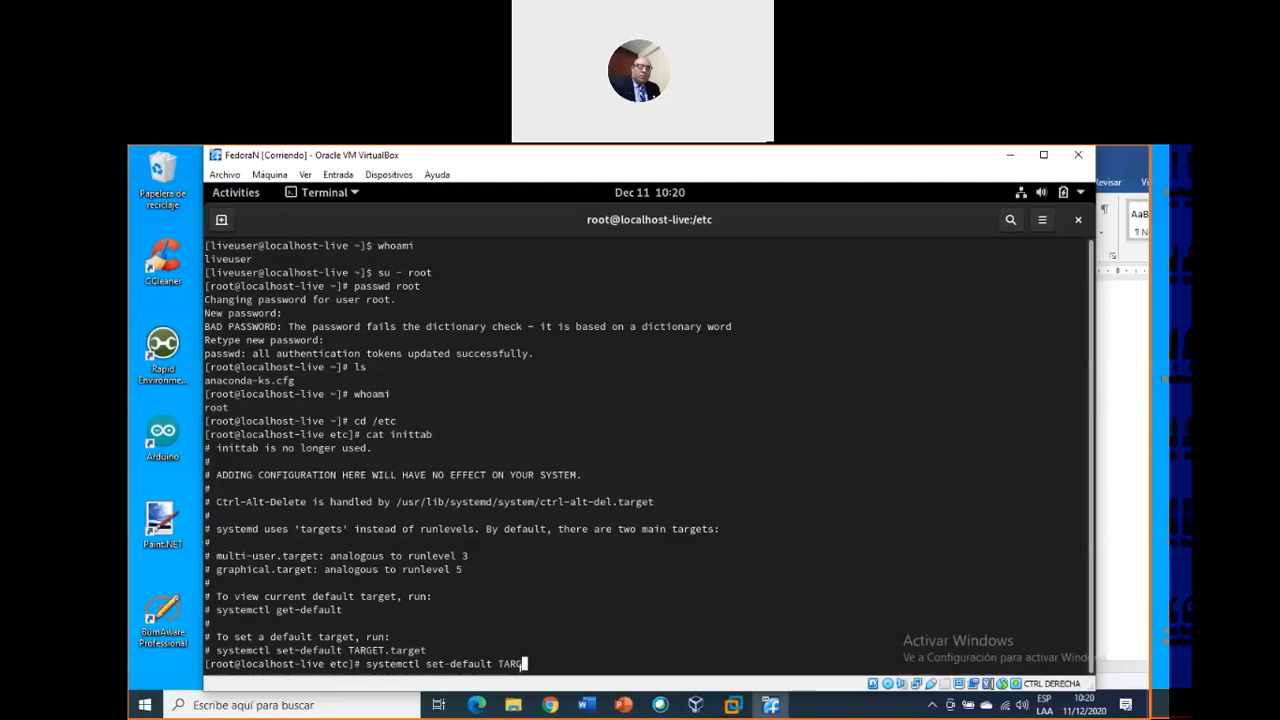 FedoraN [Corriendo] - Oracle VM VirtualBox
Archivo Máquina Ver Entrada Dispositivos Ayuda
Activities Terminal Dec 11 10:20
root@localhost-live:/etc
[liveuser@localhost-live ~]$ whoami
liveuser
[liveuser@localhost-live ~]$ su - root
[root@localhost-live ~]# passwd root
Changing password for user root.
New password:
BAD PASSWORD: The password fails the dictionary check - it is based on a dictionary word
Retype new password:
passwd: all authentication tokens updated successfully.
[root@localhost-live ~]# ls
anaconda-ks.cfg
[root@localhost-live ~]# whoami
root
[root@localhost-live ~]# cd /etc
[root@localhost-live etc]# cat inittab
# inittab is no longer used.
#
# ADDING CONFIGURATION HERE WILL HAVE NO EFFECT ON YOUR SYSTEM.
#
# Ctrl-Alt-Delete is handled by /usr/lib/systemd/system/ctrl-alt-del.target
#
# systemd uses 'targets' instead of runlevels. By default, there are two main targets:
#
# multi-user.target: analogous to runlevel 3
# graphical.target: analogous to runlevel 5
#
# To view current default target, run:
# systemctl get-default
#
# To set a default target, run:
# systemctl set-default TARGET.target
[root@localhost-live etc]# systemctl set-default TARG
Papelera de
reciclaje
CCleaner
Rapid
Environme...
Arduino
Paint.NET
BurnAware
Professional
Revisar
Activar Windows
Ve a Configuración para activar Windows
CTRL DERECHA
Escribe aquí para buscar
ESP
LAA
10:20
11/12/2020